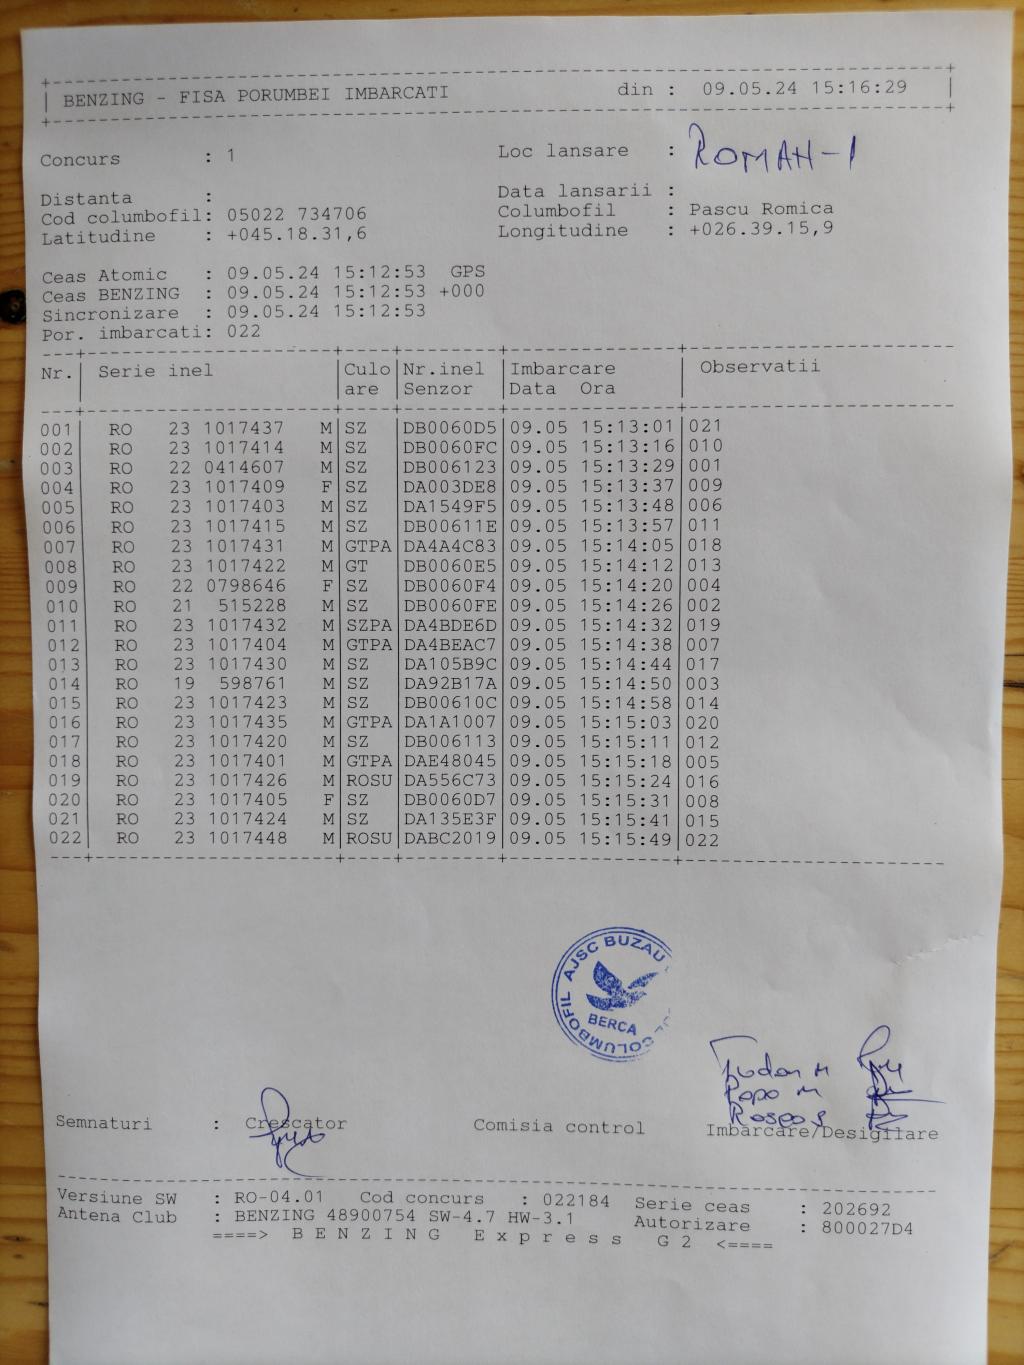 BENZING - FISA PORUMBEI IMBARCATI din : 09.05.24 15:16:29
Concurs : 1 Loc lansare : ROMAN-1
Distanta : Data lansarii :
Cod columbofil: 05022 734706 Columbofil : Pascu Romica
Latitudine : +045.18.31,6 Longitudine : +026.39.15,9
Ceas Atomic : 09.05.24 15:12:53 GPS
Ceas BENZING : 09.05.24 15:12:53 +000
Sincronizare : 09.05.24 15:12:53
Por. imbarcati: 022
Nr. Serie inel Culo Nr.inel Imbarcare Observatii
are Senzor Data Ora
001 RO 23 1017437 M SZ DB0060D5 09.05 15:13:01 021
002 RO 23 1017414 M SZ DB0060FC 09.05 15:13:16 010
003 RO 22 0414607 M SZ DB006123 09.05 15:13:29 001
004 RO 23 1017409 F SZ DA003DE8 09.05 15:13:37 009
005 RO 23 1017403 M SZ DA1549F5 09.05 15:13:48 006
006 RO 23 1017415 M SZ DB00611E 09.05 15:13:57 011
007 RO 23 1017431 M GTPA DA4A4C83 09.05 15:14:05 018
008 RO 23 1017422 M GT DB0060E5 09.05 15:14:12 013
009 RO 22 0798646 F SZ DB0060F4 09.05 15:14:20 004
010 RO 21 515228 M SZ DB0060FE 09.05 15:14:26 002
011 RO 23 1017432 M SZPA DA4BDE6D 09.05 15:14:32 019
012 RO 23 1017404 M GTPA DA4BEAC7 09.05 15:14:38 007
013 RO 23 1017430 M SZ DA105B9C 09.05 15:14:44 017
014 RO 19 598761 M SZ DA92B17A 09.05 15:14:50 003
015 RO 23 1017423 M SZ DB00610C 09.05 15:14:58 014
016 RO 23 1017435 M GTPA DA1A1007 09.05 15:15:03 020
017 RO 23 1017420 M SZ DB006113 09.05 15:15:11 012
018 RO 23 1017401 M GTPA DAE48045 09.05 15:15:18 005
019 RO 23 1017426 M ROSU DA556C73 09.05 15:15:24 016
020 RO 23 1017405 F SZ DB0060D7 09.05 15:15:31 008
021 RO 23 1017424 M SZ DA135E3F 09.05 15:15:41 015
022 RO 23 1017448 M ROSU DABC2019 09.05 15:15:49 022
COLUMBOFIL AJSC BUZAU
BERCA
Tudor M
Popa M
Semnaturi : Crescator Comisia control Imbarcare/Desigilare
Versiune SW : RO-04.01 Cod concurs : 022184 Serie ceas : 202692
Antena Club : BENZING 48900754 SW-4.7 HW-3.1 Autorizare : 800027D4
====> B E N Z I N G E x p r e s s G 2 <====